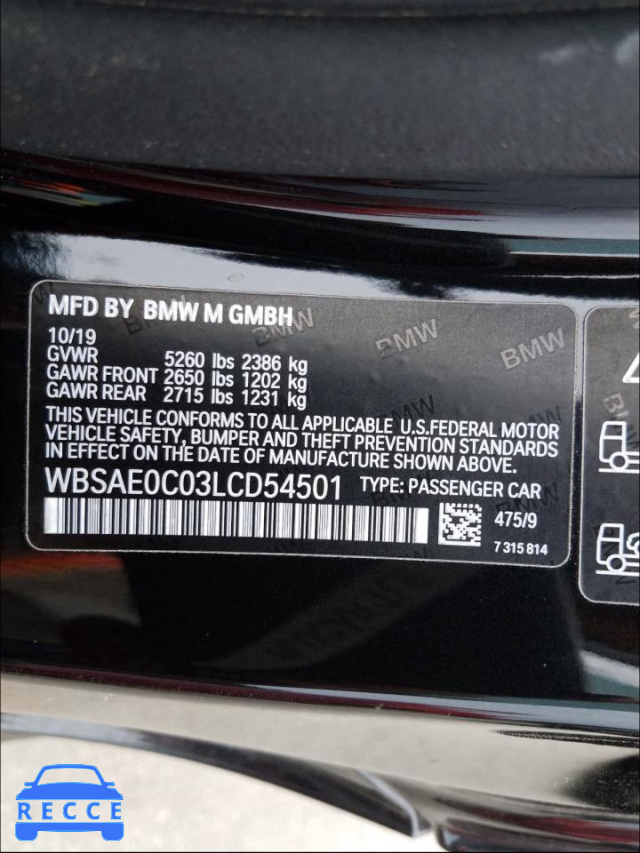 MFD BY BMW M GMBH
10/19
GVWR 5260 lbs 2386 kg
GAWR FRONT 2650 lbs 1202 kg
GAWR REAR 2715 lbs 1231 kg
THIS VEHICLE CONFORMS TO ALL APPLICABLE U.S.FEDERAL MOTOR
VEHICLE SAFETY, BUMPER AND THEFT PREVENTION STANDARDS
IN EFFECT ON THE DATE OF MANUFACTURE SHOWN ABOVE.
WBSAE0C03LCD54501 TYPE: PASSENGER CAR
475/9
7 315 814
BMW
BMW
RECCE